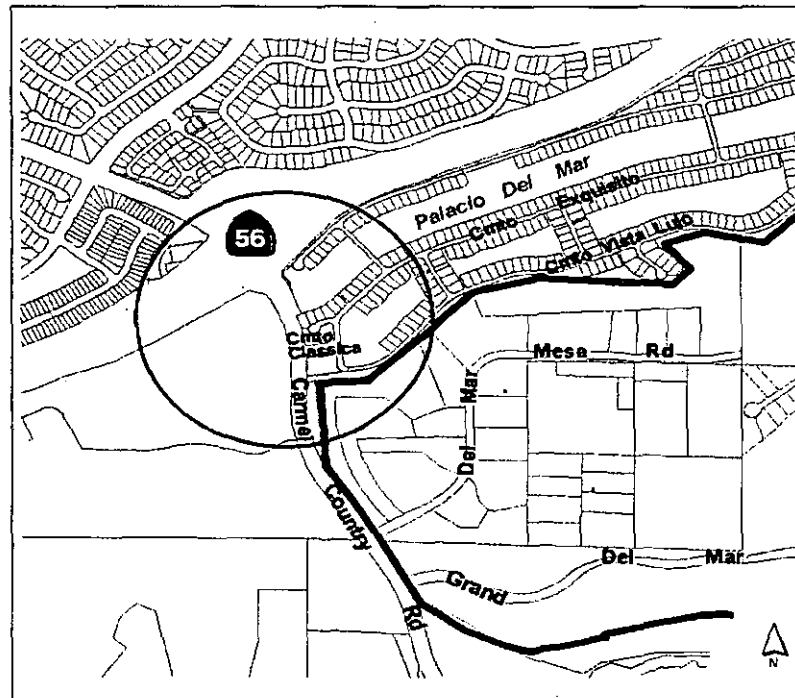 Palacio Del Mar
Cmto Exquisito
56
Cmto Vista Lujo
Cmto
Classica
Mesa Rd
Del Mar
Carmel Country Rd
Grand Del Mar
N